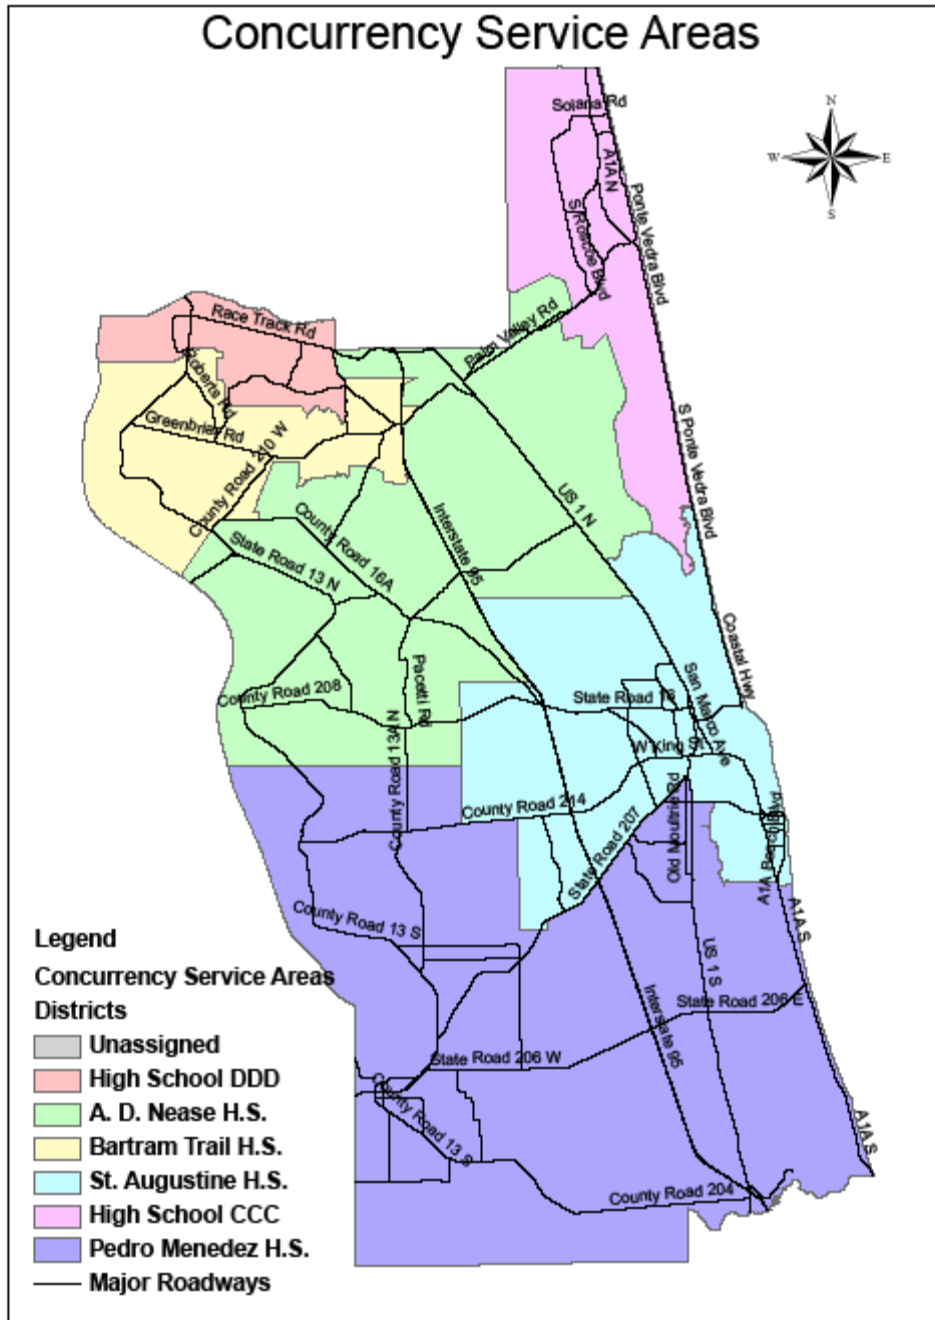 Concurrency Service Areas
N
W
E
S
Solana Rd
A1A N
Ponte Vedra Blvd
S Roscoe Blvd
Palm Valley Rd
Race Track Rd
Roberts Rd
Greenbriar Rd
County Road 210 W
S Ponte Vedra Blvd
US 1 N
Interstate 95
County Road 16A
State Road 13 N
Coastal Hwy
Pacetti Rd
County Road 208
State Road 16
San Marco Ave
W King St
County Road 13A N
County Road 214
State Road 207
Old Moultrie Rd
A1A Beach Blvd
A1A S
County Road 13 S
US 1 S
Interstate 95
State Road 206 E
State Road 206 W
County Road 13 S
A1A S
County Road 204
Legend
Concurrency Service Areas
Districts
Unassigned
High School DDD
A. D. Nease H.S.
Bartram Trail H.S.
St. Augustine H.S.
High School CCC
Pedro Menedez H.S.
Major Roadways